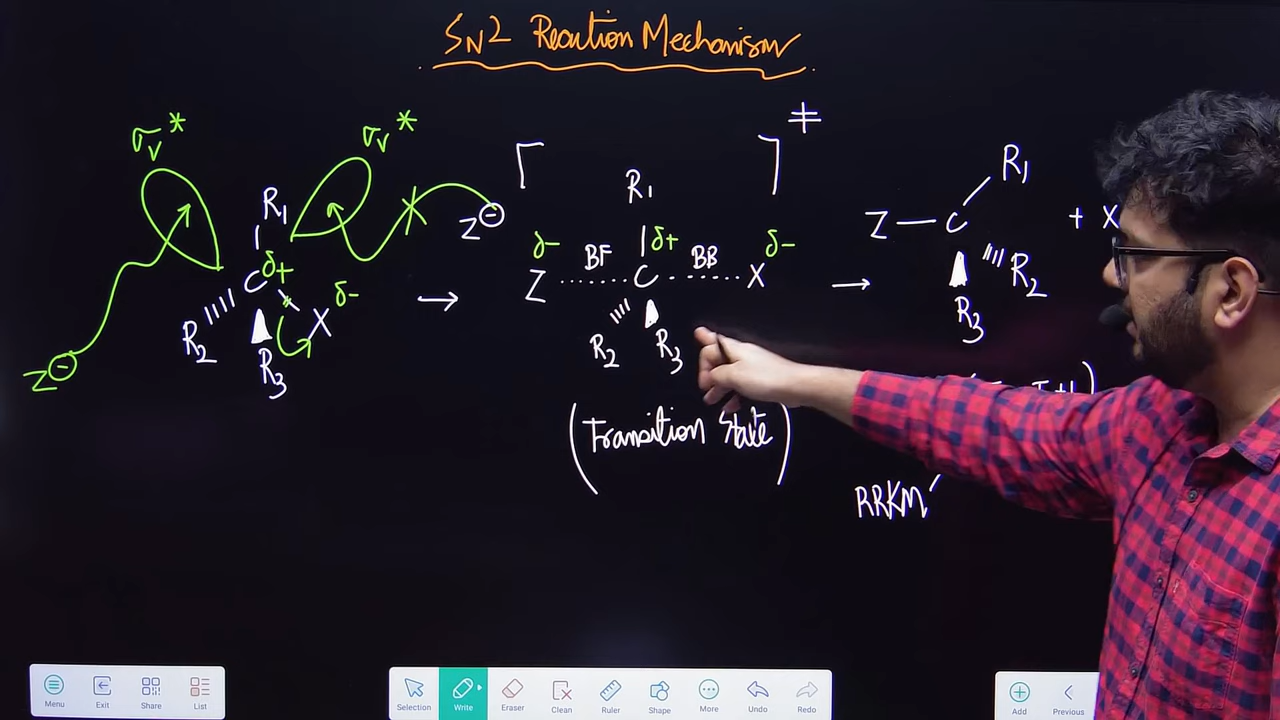 SN2 Reaction Mechanism
σv* σv*
R1 C δ+ X δ- R2 R3 Z⊖ Z⊖
→
[ ] ‡
R1
δ- δ+ δ-
Z ...... BF C ...... BB X
R2 R3
(Transition State)
→
R1
Z — C + X
R2
R3
RRKM
Menu Exit Share List
Selection Write Eraser Clean Ruler Shape More Undo Redo
Add Previous